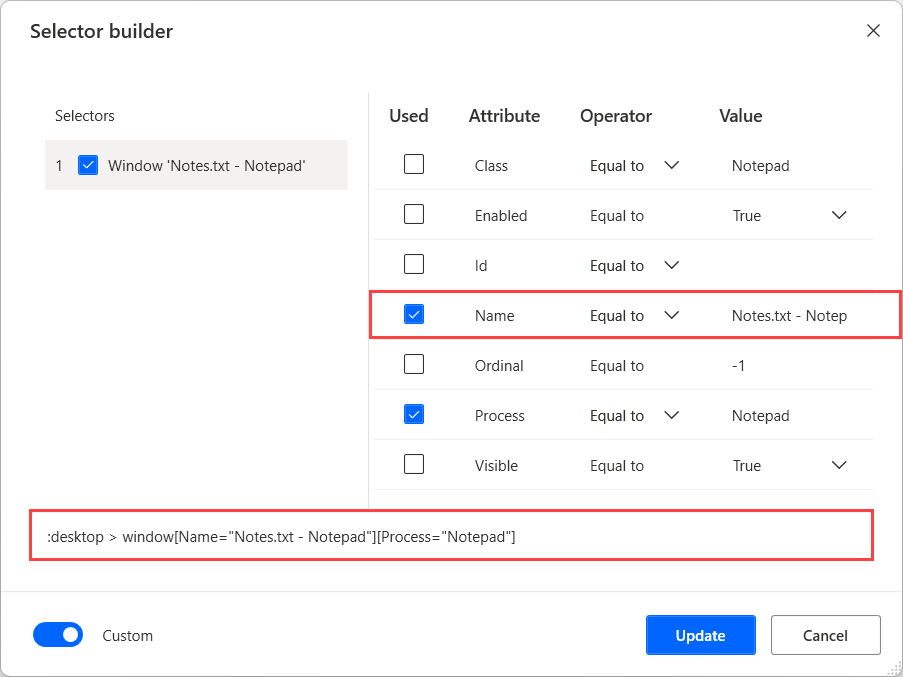 Selector builder
Selectors
1 Window 'Notes.txt - Notepad'
Used Attribute Operator Value
Class Equal to Notepad
Enabled Equal to True
Id Equal to
Name Equal to Notes.txt - Notep
Ordinal Equal to -1
Process Equal to Notepad
Visible Equal to True
:desktop > window[Name="Notes.txt - Notepad"][Process="Notepad"]
Custom Update Cancel